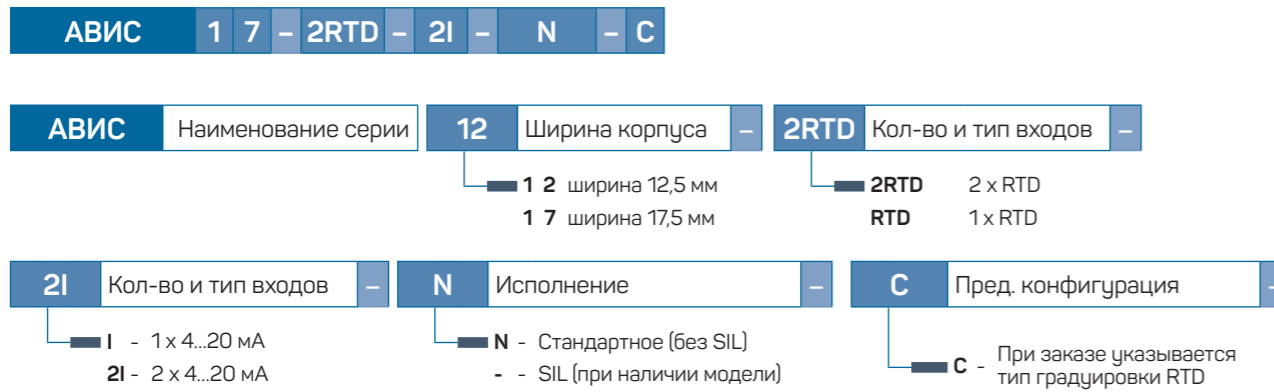 АВИС 1 7 – 2RTD – 2I – N – C
АВИС Наименование серии 12 Ширина корпуса – 2RTD Кол-во и тип входов –
1 2 ширина 12,5 мм
1 7 ширина 17,5 мм
2RTD 2 x RTD
RTD 1 x RTD
2I Кол-во и тип входов – N Исполнение – C Пред. конфигурация –
I - 1 x 4...20 мА
2I - 2 x 4...20 мА
N - Стандартное (без SIL)
- - SIL (при наличии модели)
C - При заказе указывается
тип градуировки RTD